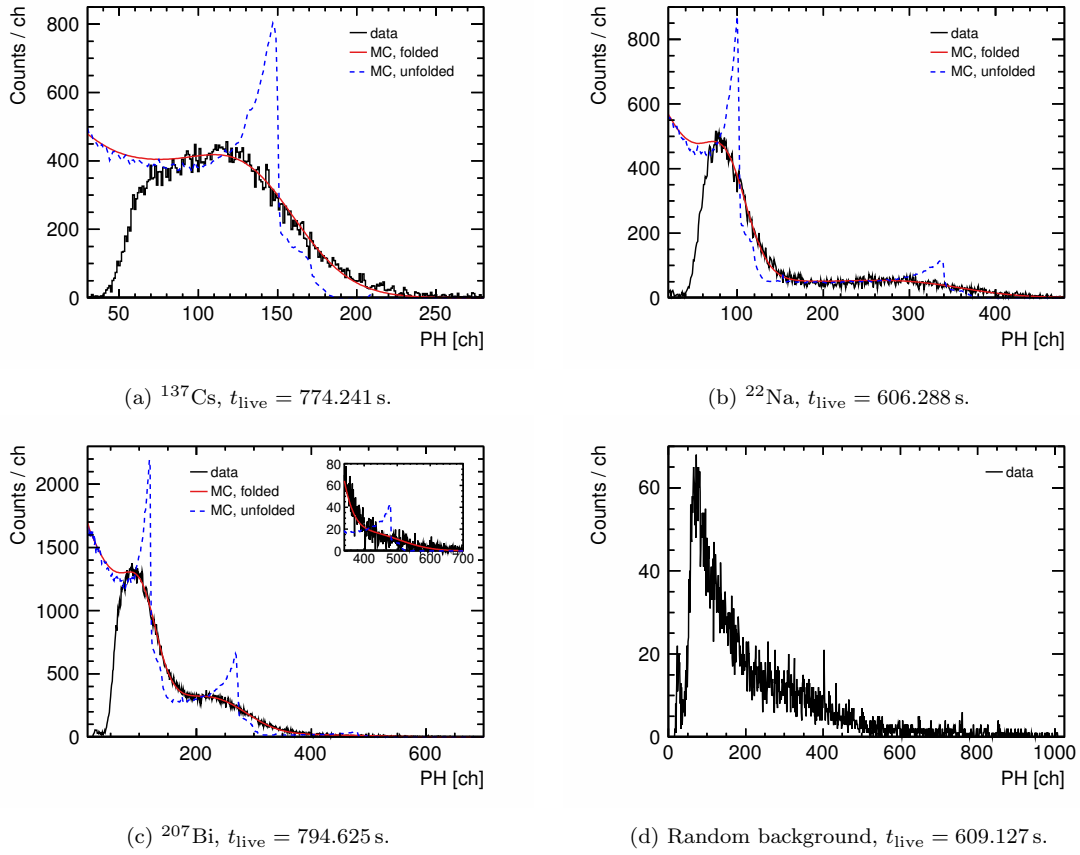 Counts / ch
800
600
400
200
0
50 100 150 200 250
PH [ch]
data
MC, folded
MC, unfolded
(a) ¹³⁷Cs, t_live = 774.241 s.
Counts / ch
800
600
400
200
0
100 200 300 400
PH [ch]
data
MC, folded
MC, unfolded
(b) ²²Na, t_live = 606.288 s.
Counts / ch
2000
1500
1000
500
0
200 400 600
PH [ch]
data
MC, folded
MC, unfolded
80
60
40
20
0
400 500 600 700
(c) ²⁰⁷Bi, t_live = 794.625 s.
Counts / ch
60
40
20
0
0 200 400 600 800 1000
PH [ch]
data
(d) Random background, t_live = 609.127 s.